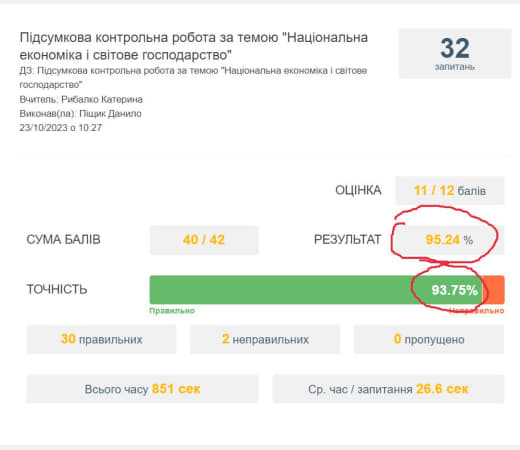 Підсумкова контрольна робота за темою "Національна
економіка і світове господарство"
32
запитань
ДЗ: Підсумкова контрольна робота за темою "Національна економіка і світове
господарство"
Вчитель: Рибалко Катерина
Виконав(ла): Піщик Данило
23/10/2023 о 10:27
ОЦІНКА 11 / 12 балів
СУМА БАЛІВ 40 / 42 РЕЗУЛЬТАТ 95.24 %
ТОЧНІСТЬ 93.75%
Правильно Неправильно
30 правильних 2 неправильних 0 пропущено
Всього часу 851 сек Ср. час / запитання 26.6 сек